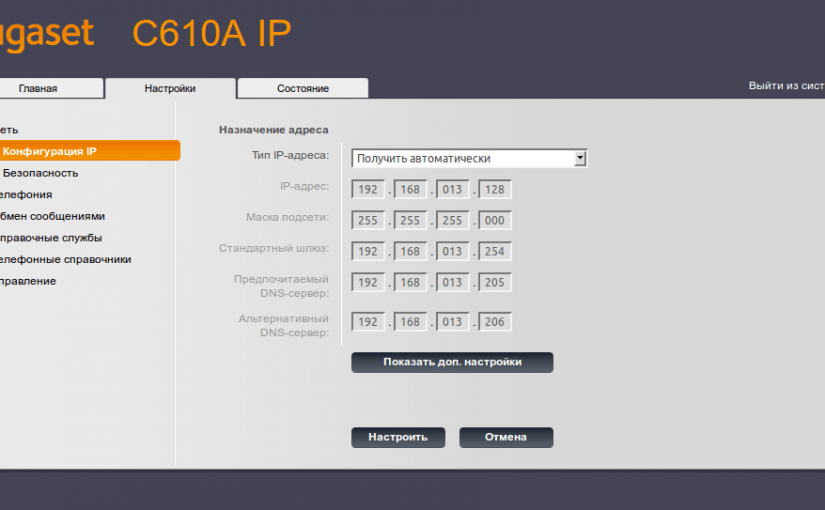 gaset C610A IP
Главная Настройки Состояние Выйти из сист
еть
Конфигурация IP
Безопасность
елефония
бмен сообщениями
правочные службы
елефонные справочники
правление
Назначение адреса
Тип IP-адреса: Получить автоматически
IP-адрес: 192 . 168 . 013 . 128
Маска подсети: 255 . 255 . 255 . 000
Стандартный шлюз: 192 . 168 . 013 . 254
Предпочитаемый
DNS-сервер: 192 . 168 . 013 . 205
Альтернативный
DNS-сервер: 192 . 168 . 013 . 206
Показать доп. настройки
Настроить Отмена